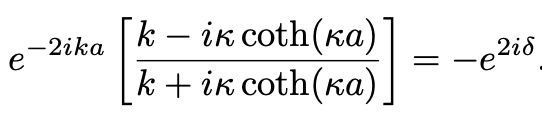 e^{-2ika} \left[ \frac{k - i\kappa \coth(\kappa a)}{k + i\kappa \coth(\kappa a)} \right] = -e^{2i\delta}.